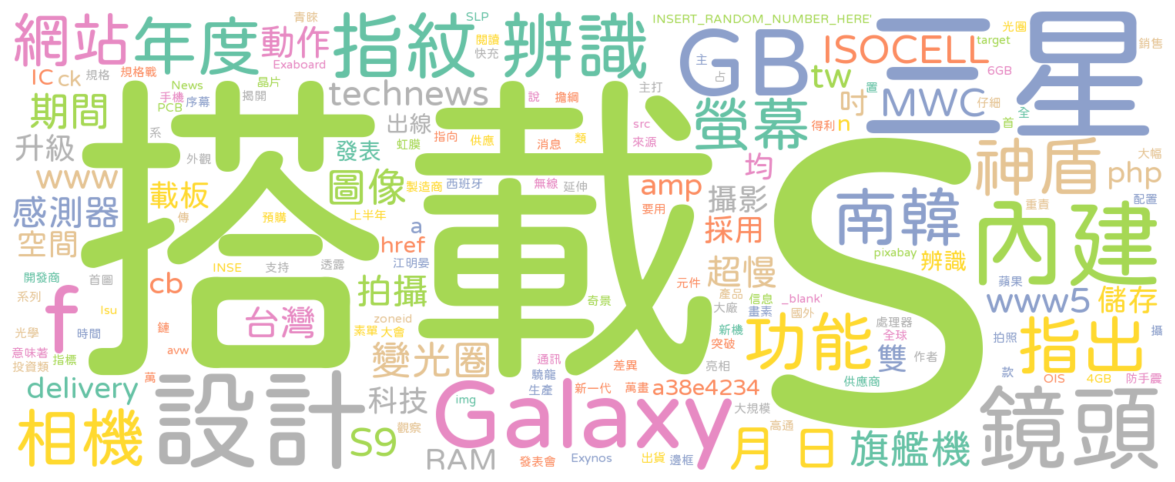 網站 年度 動作 指紋 辨識 青睞 SLP 閱讀 快充 INSERT_RANDOM_NUMBER_HERE' 光圈 target 銷售
Exaboard GB 主 占 ISOCELL 三星
IC ck 規格 規格戰 News 晶片 揭開 technews 主打 tw 6GB 置 仔細 全
期間 手機 PCB 序幕 出線 說 擔綱 螢幕 吋 MWC 得利 n 首
升級 系 外觀 發表 虹膜 指向 供應 消息 類 src 來源 神盾 大幅 php
搭載 S
www 載板 圖像 製造商 西班牙 無線 延伸 amp 均 攝影 要用 配置 重直
感測器 傳 預購 上半年 a 採用 南韓 內建 攝
空間 href 江明晏 pixabay 辨識
開發商 首圖 INSE 支持 透露 cb 拍攝 奇景 元件 超慢 產品 信息 _blank' 蘋果 www5 儲存
系列 f lsu 台灣 zoneid 大廠 畫素 國外
光學 時間 鏈 素單 大會 新機 突破 功能 處理器 全球 雙 拍照 指出
意味著 投資類 指標 avw 萬 變光圈 通訊 驍龍 生產 差異 亮相 作者 款
delivery 設計 科技 觀察 img 新一代 萬畫 a38e4234 供應商 OIS 4GB 防手震
相機 S9 Galaxy 大規模 高通 鏡頭
RAM 發表會 Exynos 出貨 邊框 月 日 旗艦機